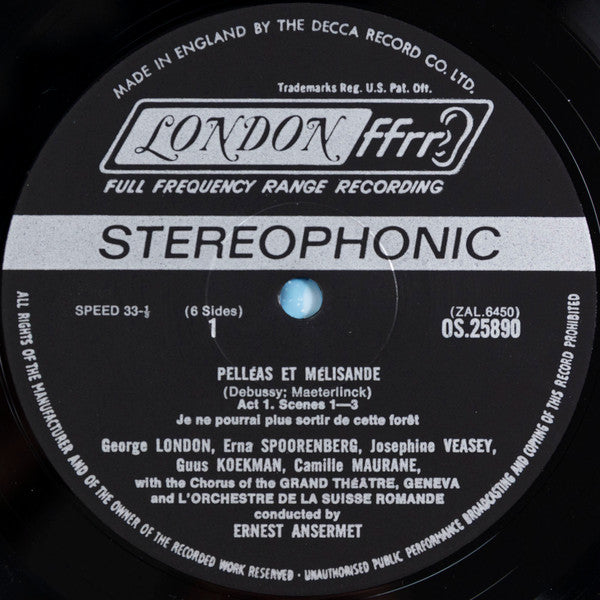 MADE IN ENGLAND BY THE DECCA RECORD CO. LTD.
Trademarks Reg. U.S. Pat. Off.
LONDON ffrr
FULL FREQUENCY RANGE RECORDING
STEREOPHONIC
SPEED 33-⅓ (6 Sides) (ZAL.6450)
1 OS.25890
PELLÉAS ET MÉLISANDE
(Debussy; Maeterlinck)
Act 1. Scenes 1—3
Je ne pourrai plus sortir de cette forêt
George LONDON, Erna SPOORENBERG, Josephine VEASEY,
Guus KOEKMAN, Camille MAURANE,
with the Chorus of the GRAND THÉATRE, GENEVA
and L'ORCHESTRE DE LA SUISSE ROMANDE
conducted by
ERNEST ANSERMET
ALL RIGHTS OF THE MANUFACTURER AND OF THE OWNER OF THE RECORDED WORK RESERVED · UNAUTHORISED PUBLIC PERFORMANCE BROADCASTING AND COPYING OF THIS RECORD PROHIBITED